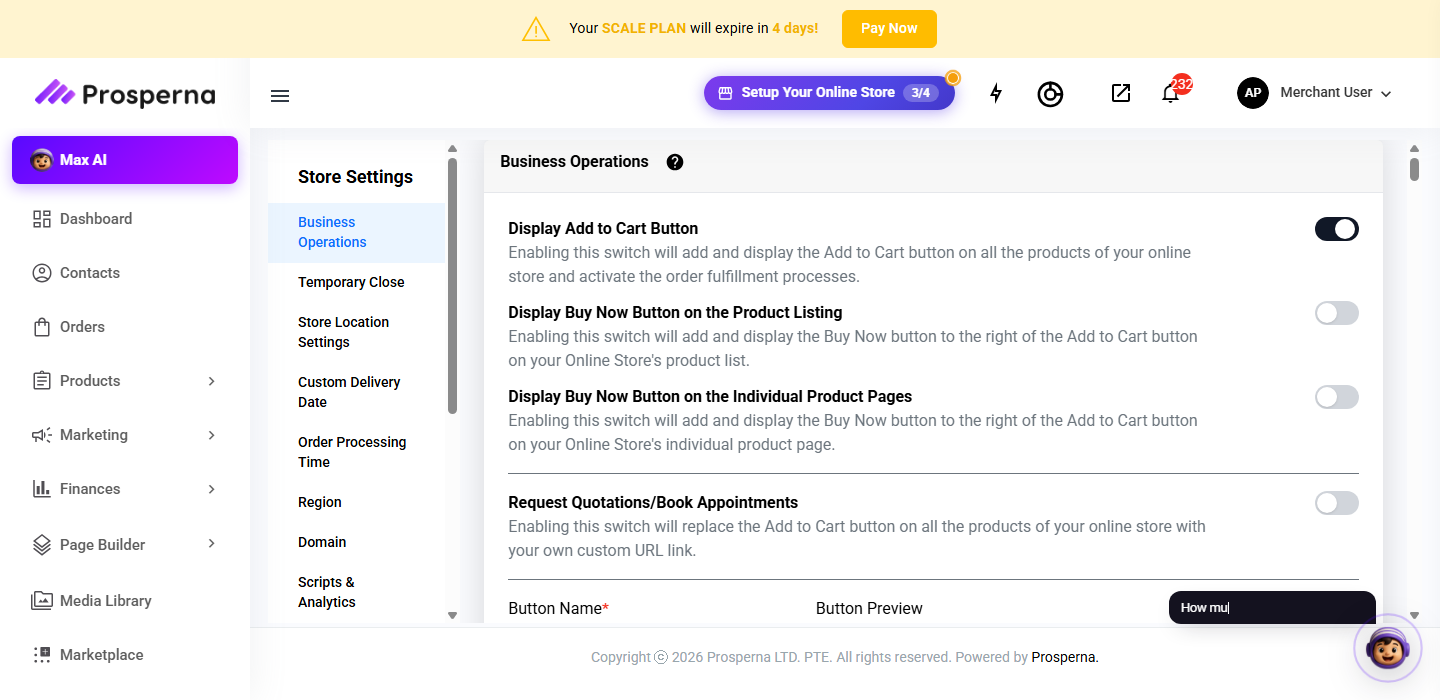 Your SCALE PLAN will expire in 4 days!
Pay Now
Prosperna
Setup Your Online Store 3/4
232
AP
Merchant User
Max AI
Dashboard
Contacts
Orders
Products
Marketing
Finances
Page Builder
Media Library
Marketplace
Store Settings
Business
Operations
Temporary Close
Store Location
Settings
Custom Delivery
Date
Order Processing
Time
Region
Domain
Scripts &
Analytics
Business Operations
Display Add to Cart Button
Enabling this switch will add and display the Add to Cart button on all the products of your online
store and activate the order fulfillment processes.
Display Buy Now Button on the Product Listing
Enabling this switch will add and display the Buy Now button to the right of the Add to Cart button
on your Online Store's product list.
Display Buy Now Button on the Individual Product Pages
Enabling this switch will add and display the Buy Now button to the right of the Add to Cart button
on your Online Store's individual product page.
Request Quotations/Book Appointments
Enabling this switch will replace the Add to Cart button on all the products of your online store with
your own custom URL link.
Button Name*
Button Preview
How mu
Copyright © 2026 Prosperna LTD. PTE. All rights reserved. Powered by Prosperna.